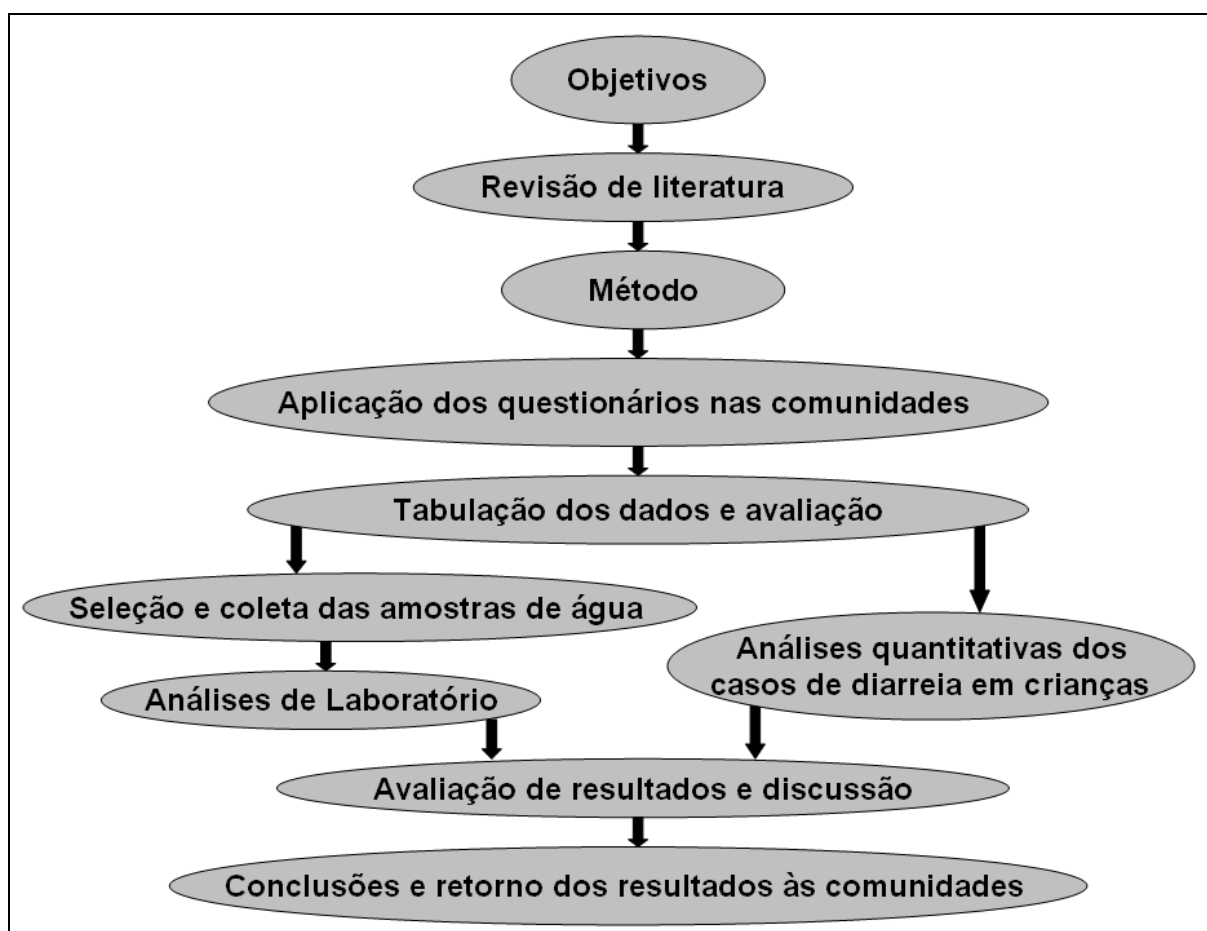 Objetivos
Revisão de literatura
Método
Aplicação dos questionários nas comunidades
Tabulação dos dados e avaliação
Seleção e coleta das amostras de água
Análises de Laboratório
Análises quantitativas dos
casos de diarreia em crianças
Avaliação de resultados e discussão
Conclusões e retorno dos resultados às comunidades